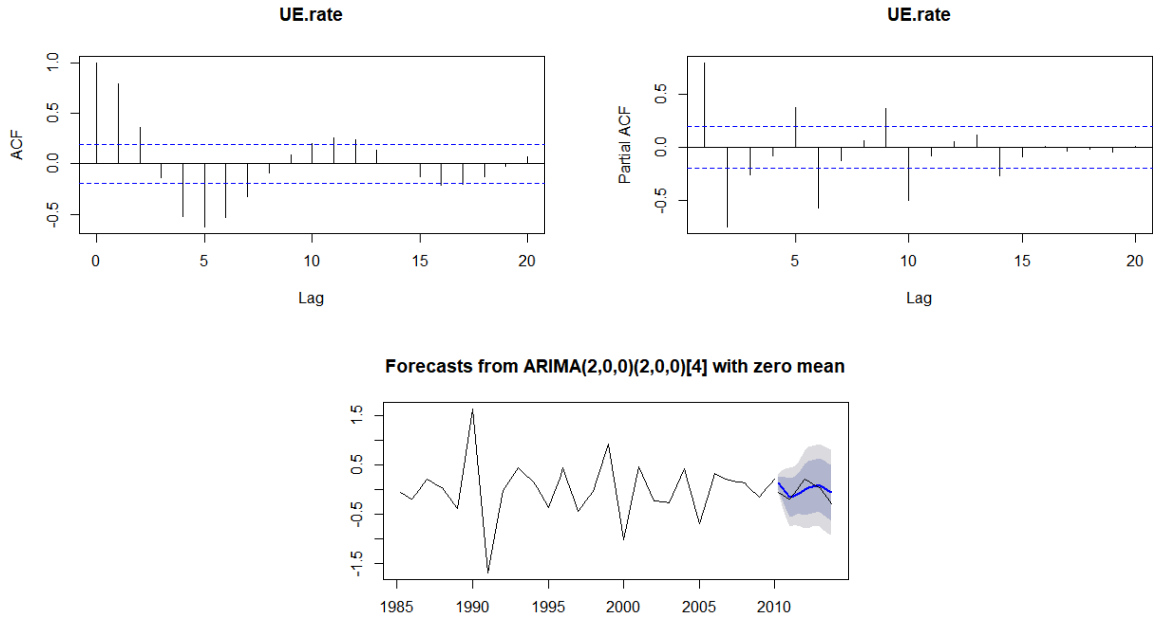 UE.rate
ACF
1.0
0.5
0.0
-0.5
0 5 10 15 20
Lag
UE.rate
Partial ACF
0.5
0.0
-0.5
5 10 15 20
Lag
Forecasts from ARIMA(2,0,0)(2,0,0)[4] with zero mean
1.5
0.5
-0.5
-1.5
1985 1990 1995 2000 2005 2010